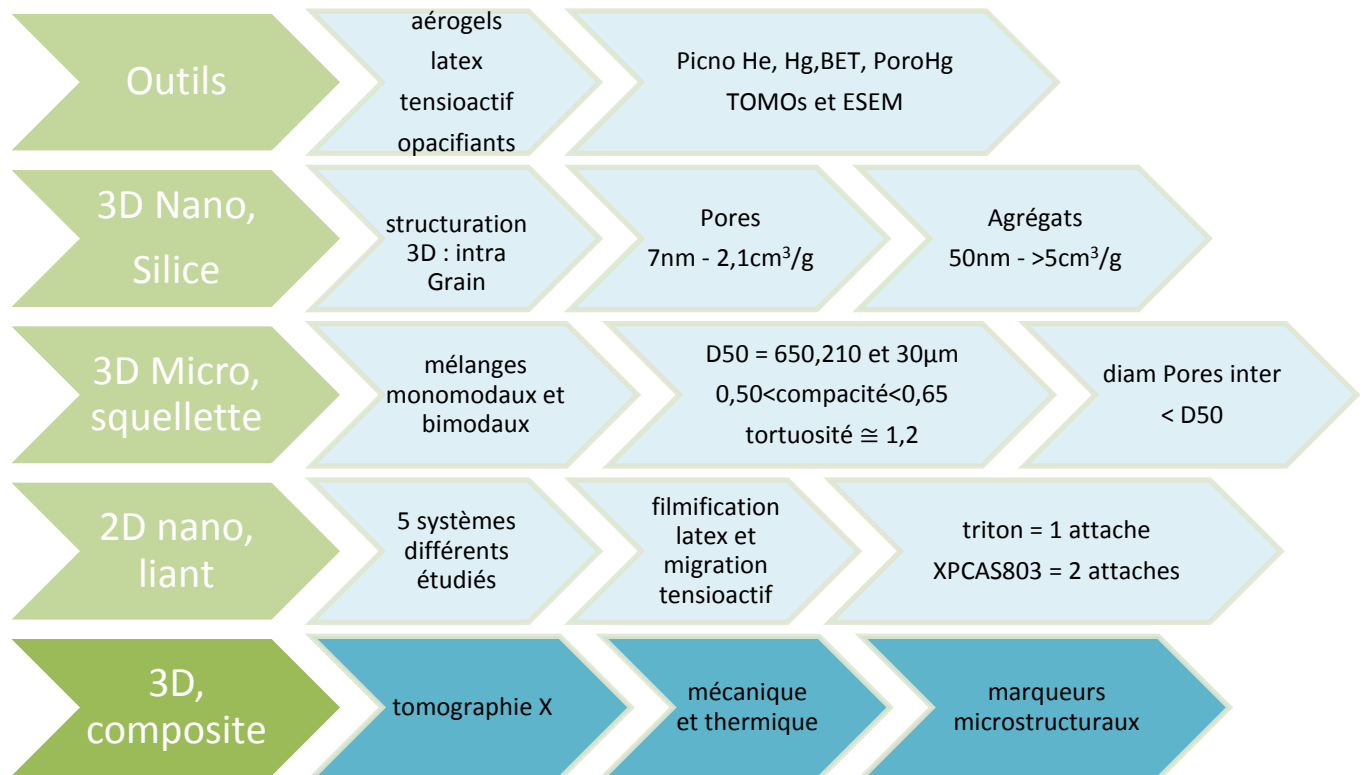 Outils
aérogels
latex
tensioactif
opacifiants
Picno He, Hg,BET, PoroHg
TOMOs et ESEM
3D Nano,
Silice
structuration
3D : intra
Grain
Pores
7nm - 2,1cm³/g
Agrégats
50nm - >5cm³/g
3D Micro,
squellette
mélanges
monomodaux et
bimodaux
D50 = 650,210 et 30µm
0,50<compacité<0,65
tortuosité ≅ 1,2
diam Pores inter
< D50
2D nano,
liant
5 systèmes
différents
étudiés
filmification
latex et
migration
tensioactif
triton = 1 attache
XPCAS803 = 2 attaches
3D,
composite
tomographie X
mécanique
et thermique
marqueurs
microstructuraux